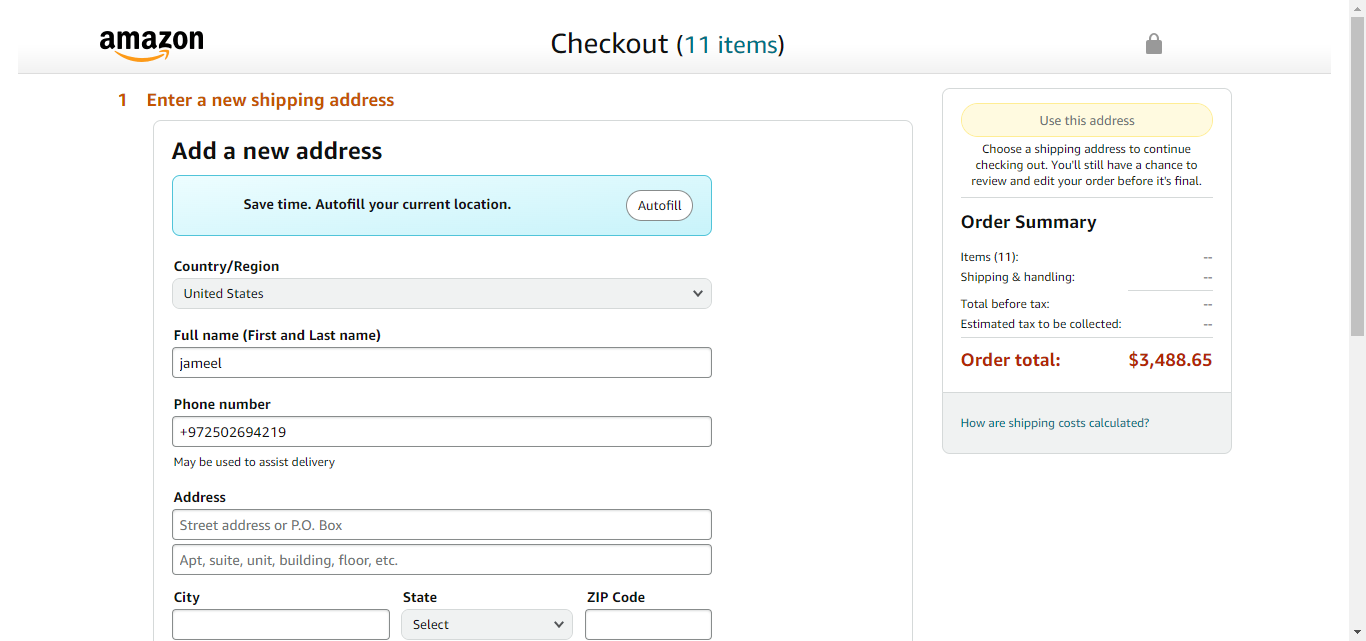 amazon
Checkout (11 items)
1 Enter a new shipping address
Add a new address
Save time. Autofill your current location.
Autofill
Country/Region
United States
Full name (First and Last name)
jameel
Phone number
+972502694219
May be used to assist delivery
Address
Street address or P.O. Box
Apt, suite, unit, building, floor, etc.
City State ZIP Code
Select
Use this address
Choose a shipping address to continue
checking out. You'll still have a chance to
review and edit your order before it's final.
Order Summary
Items (11): --
Shipping & handling: --
Total before tax: --
Estimated tax to be collected: --
Order total: $3,488.65
How are shipping costs calculated?